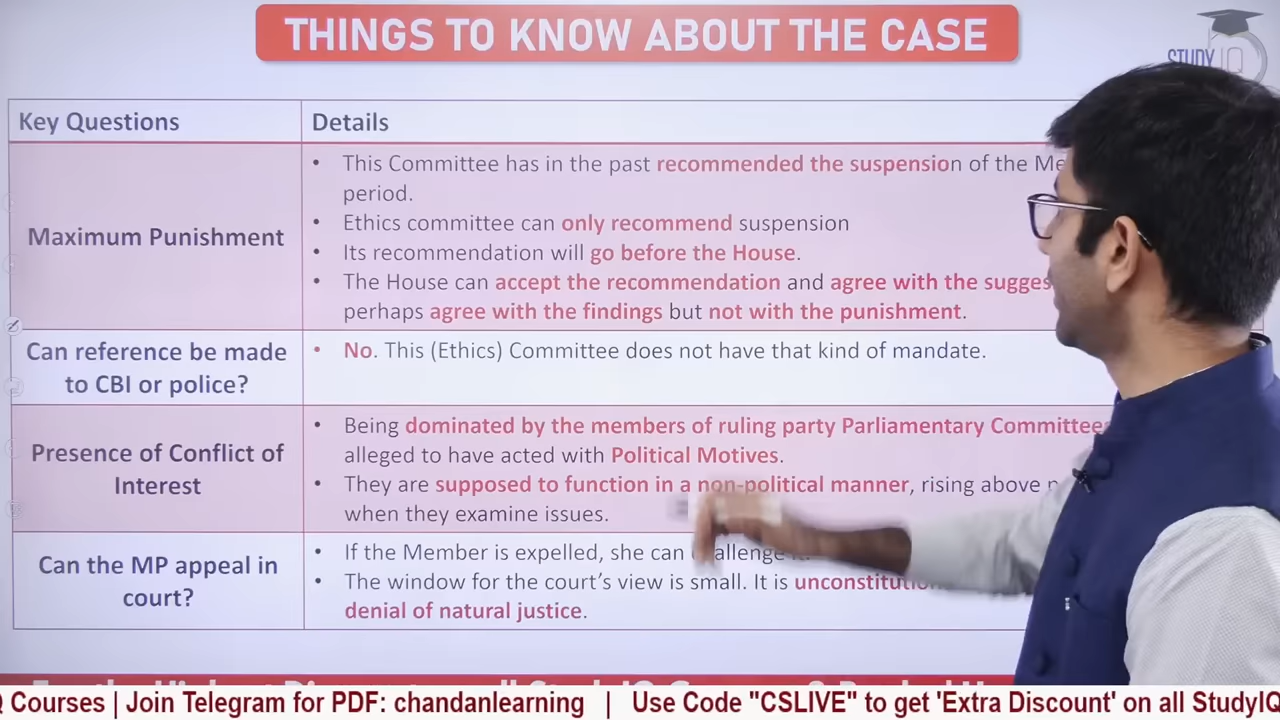 THINGS TO KNOW ABOUT THE CASE
STUDY IQ
Key Questions
Details
Maximum Punishment
• This Committee has in the past recommended the suspension of the
period.
• Ethics committee can only recommend suspension
• Its recommendation will go before the House.
• The House can accept the recommendation and agree with the
perhaps agree with the findings but not with the punishment.
Can reference be made
to CBI or police?
• No. This (Ethics) Committee does not have that kind of mandate.
Presence of Conflict of
Interest
• Being dominated by the members of ruling party Parliamentary Committee
alleged to have acted with Political Motives.
• They are supposed to function in a non-political manner, rising above
when they examine issues.
Can the MP appeal in
court?
• If the Member is expelled, she can
• The window for the court’s view is small. It is
denial of natural justice.
Courses | Join Telegram for PDF: chandanlearning | Use Code "CSLIVE" to get 'Extra Discount' on all StudyIQ